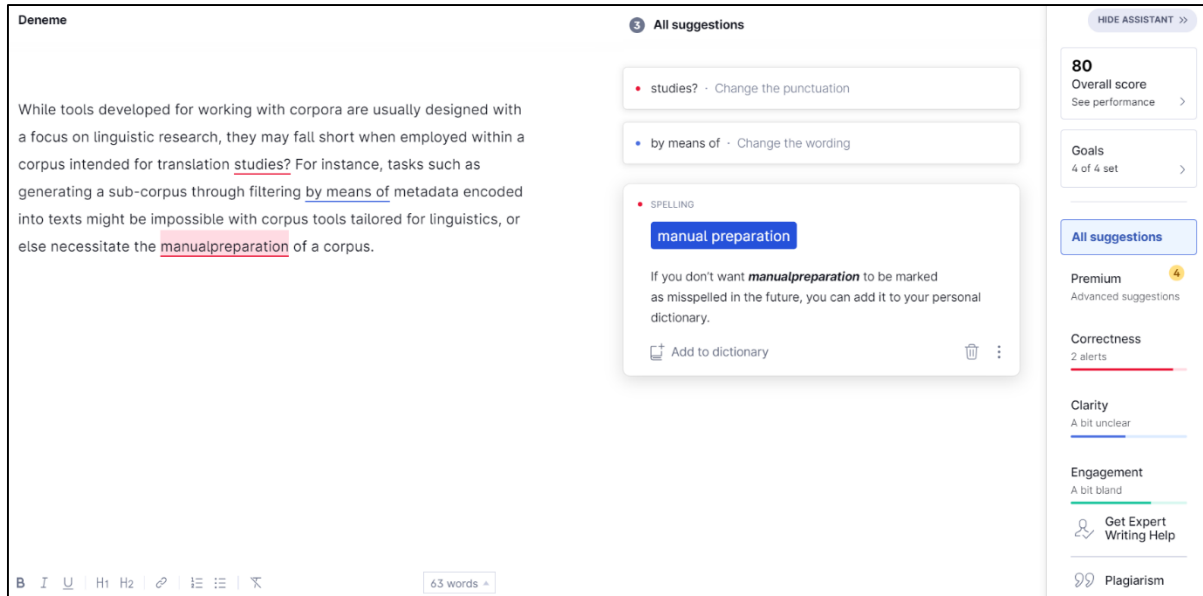 Deneme
While tools developed for working with corpora are usually designed with
a focus on linguistic research, they may fall short when employed within a
corpus intended for translation studies? For instance, tasks such as
generating a sub-corpus through filtering by means of metadata encoded
into texts might be impossible with corpus tools tailored for linguistics, or
else necessitate the manualpreparation of a corpus.
B I U H1 H2
63 words
3 All suggestions
studies? · Change the punctuation
by means of · Change the wording
SPELLING
manual preparation
If you don't want manualpreparation to be marked
as misspelled in the future, you can add it to your personal
dictionary.
Add to dictionary
HIDE ASSISTANT
80
Overall score
See performance
Goals
4 of 4 set
All suggestions
Premium 4
Advanced suggestions
Correctness
2 alerts
Clarity
A bit unclear
Engagement
A bit bland
Get Expert
Writing Help
Plagiarism